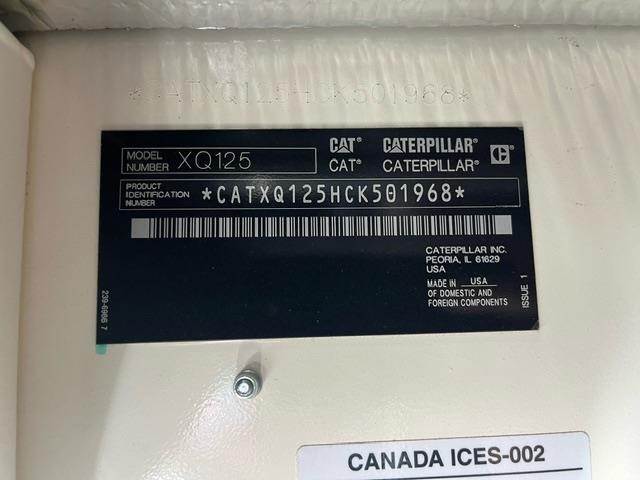 *CATXQ125HCK501968*
MODEL NUMBER XQ125
CAT CATERPILLAR
CAT® CATERPILLAR®
PRODUCT IDENTIFICATION NUMBER *CATXQ125HCK501968*
CATERPILLAR INC.
PEORIA, IL 61629
USA
MADE IN USA
OF DOMESTIC AND
FOREIGN COMPONENTS
ISSUE 1
239-6986 7
CANADA ICES-002